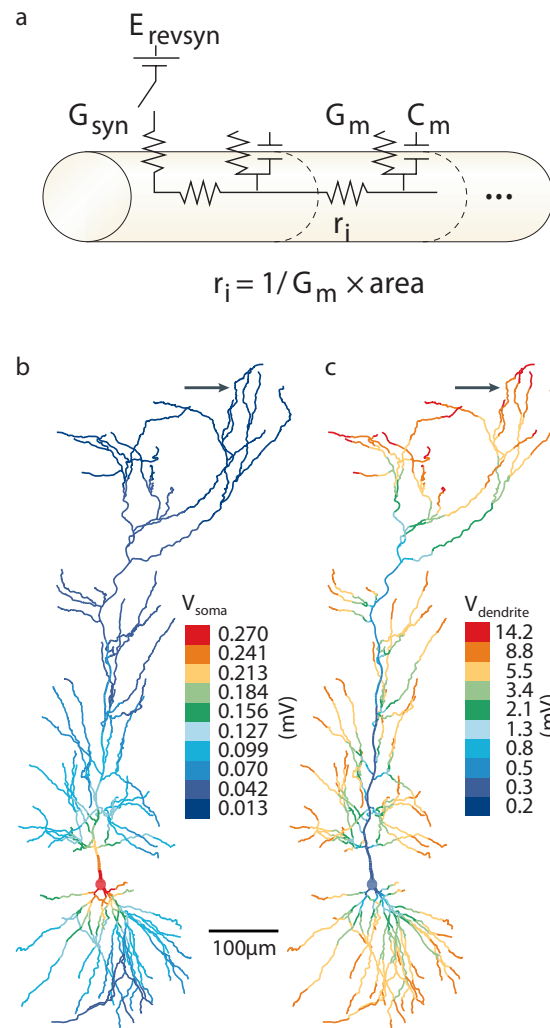 a
E revsyn
G syn
G m
C m
r i
...
r i = 1/ G m × area
b
c
V soma
0.270
0.241
0.213
0.184
0.156
0.127
0.099
0.070
0.042
0.013
(mV)
V dendrite
14.2
8.8
5.5
3.4
2.1
1.3
0.8
0.5
0.3
0.2
(mV)
100µm